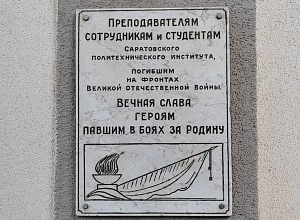 Преподавателям
сотрудникам и студентам
Саратовского
политехнического института,
погибшим
на фронтах
Великой Отечественной Войны.
Вечная слава
героям
павшим в боях за Родину